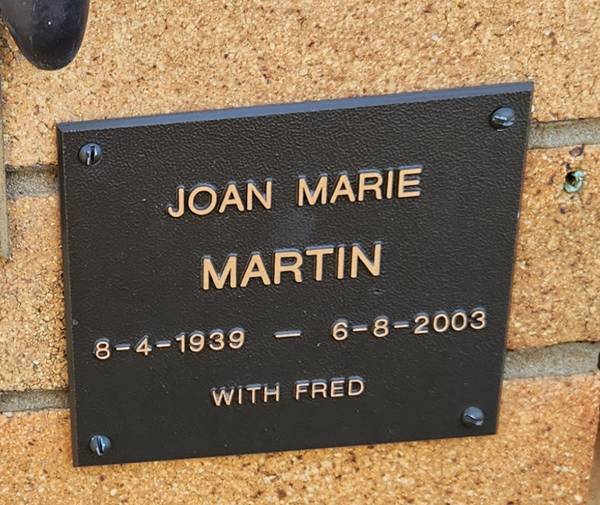 JOAN MARIE
MARTIN
8-4-1939 — 6-8-2003
WITH FRED